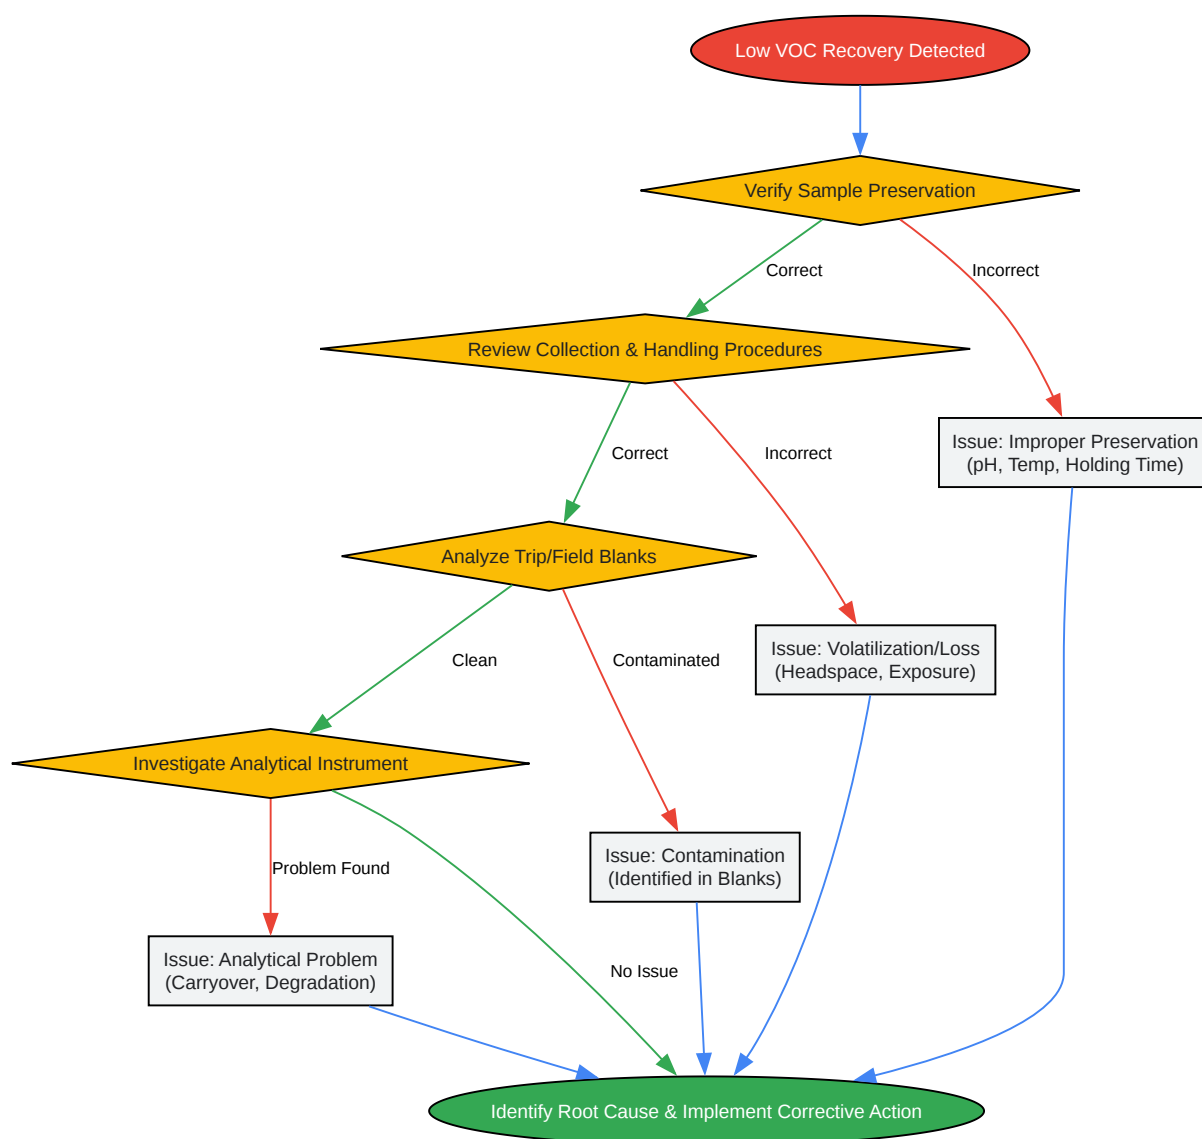 Low VOC Recovery Detected
Verify Sample Preservation
Correct
Incorrect
Review Collection & Handling Procedures
Issue: Improper Preservation
(pH, Temp, Holding Time)
Correct
Incorrect
Analyze Trip/Field Blanks
Issue: Volatilization/Loss
(Headspace, Exposure)
Clean
Contaminated
Investigate Analytical Instrument
Issue: Contamination
(Identified in Blanks)
Problem Found
Issue: Analytical Problem
(Carryover, Degradation)
No Issue
Identify Root Cause & Implement Corrective Action